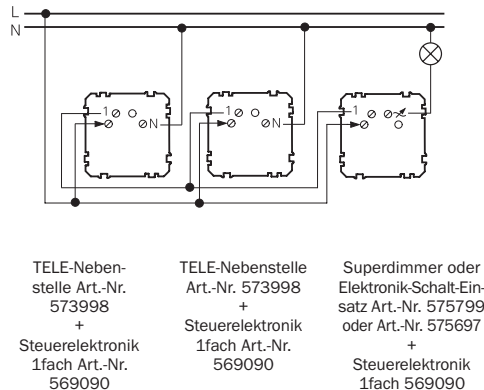 L
N
1
N
1
N
1
TELE-Neben-
stelle Art.-Nr.
573998
+
Steuerelektronik
1fach Art.-Nr.
569090
TELE-Nebenstelle
Art.-Nr. 573998
+
Steuerelektronik
1fach Art.-Nr.
569090
Superdimmer oder
Elektronik-Schalt-Ein-
satz Art.-Nr. 575799
oder Art.-Nr. 575697
+
Steuerelektronik
1fach 569090